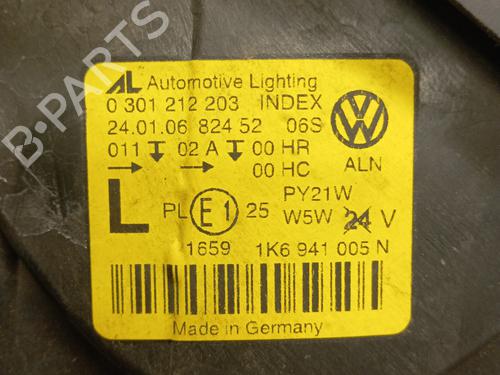 AL Automotive Lighting
0 301 212 203 INDEX
24.01.06 824 52 06S
011 02 A 00 HR
00 HC
ALN
L PL E1 25
PY21W
W5W 24 V
1659 1K6 941 005 N
Made in Germany
B-PARTS